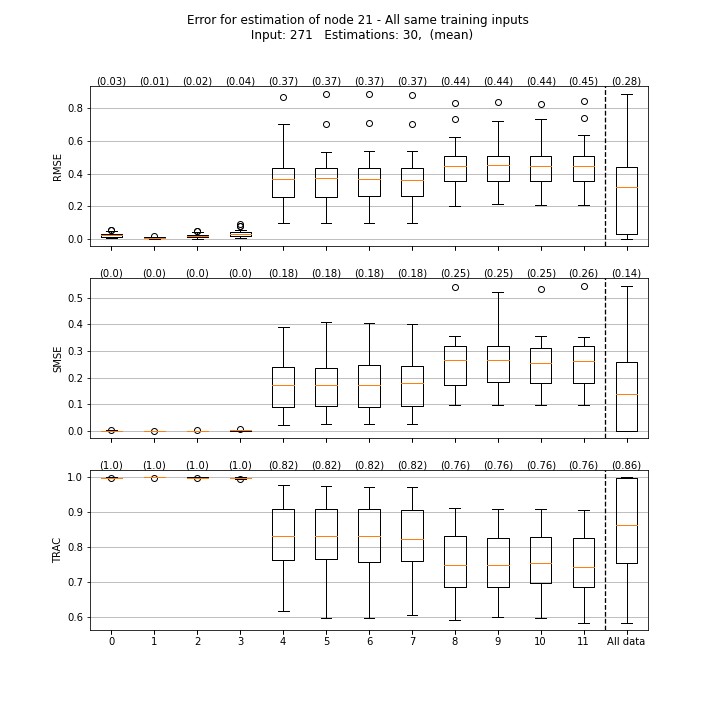 Error for estimation of node 21 - All same training inputs
Input: 271   Estimations: 30,  (mean)
(0.03) (0.01) (0.02) (0.04) (0.37) (0.37) (0.37) (0.37) (0.44) (0.44) (0.44) (0.45) (0.28)
RMSE
0.8
0.6
0.4
0.2
0.0
(0.0) (0.0) (0.0) (0.0) (0.18) (0.18) (0.18) (0.18) (0.25) (0.25) (0.25) (0.26) (0.14)
SMSE
0.5
0.4
0.3
0.2
0.1
0.0
(1.0) (1.0) (1.0) (1.0) (0.82) (0.82) (0.82) (0.82) (0.76) (0.76) (0.76) (0.76) (0.86)
TRAC
1.0
0.9
0.8
0.7
0.6
0 1 2 3 4 5 6 7 8 9 10 11 All data